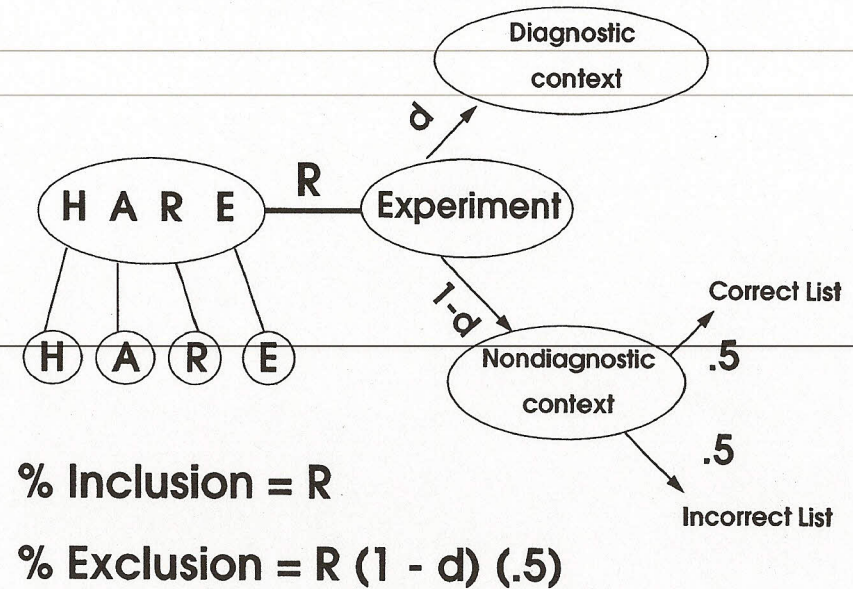 Diagnostic
context
d
H A R E
R
Experiment
1-d
Correct List
H A R E
Nondiagnostic
context
.5
.5
Incorrect List
% Inclusion = R
% Exclusion = R (1 - d) (.5)